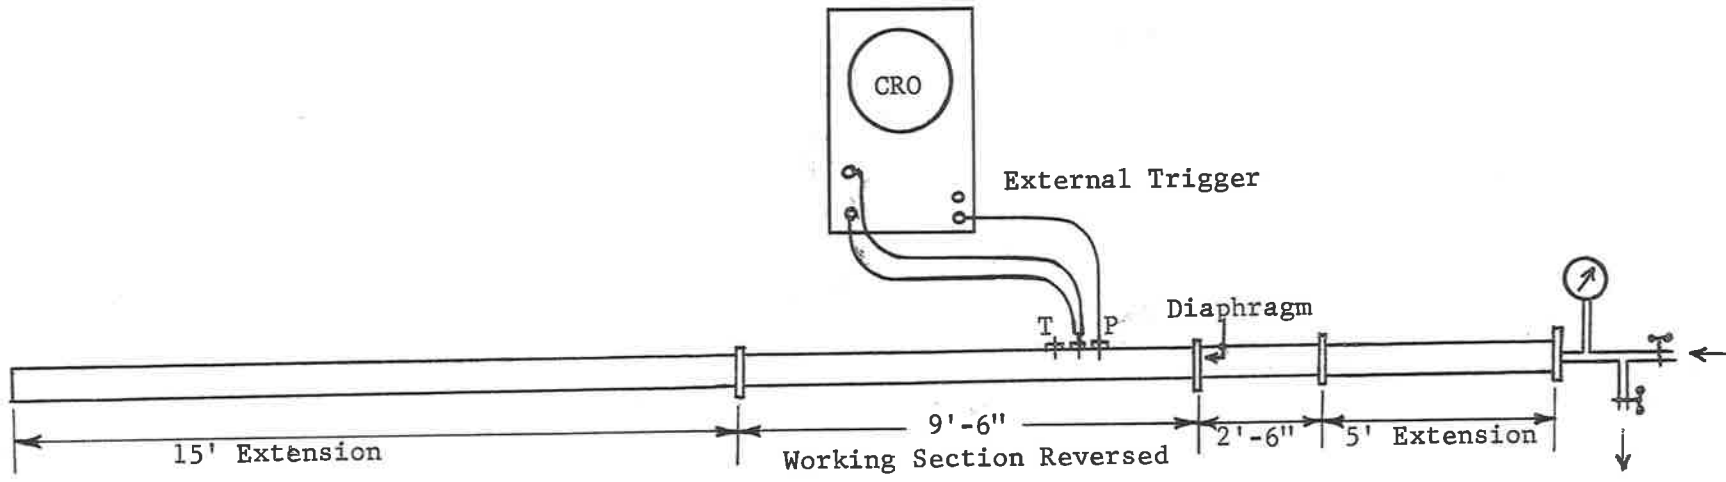 CRO
External Trigger
Diaphragm
T
P
9'-6"
2'-6"
5' Extension
15' Extension
Working Section Reversed